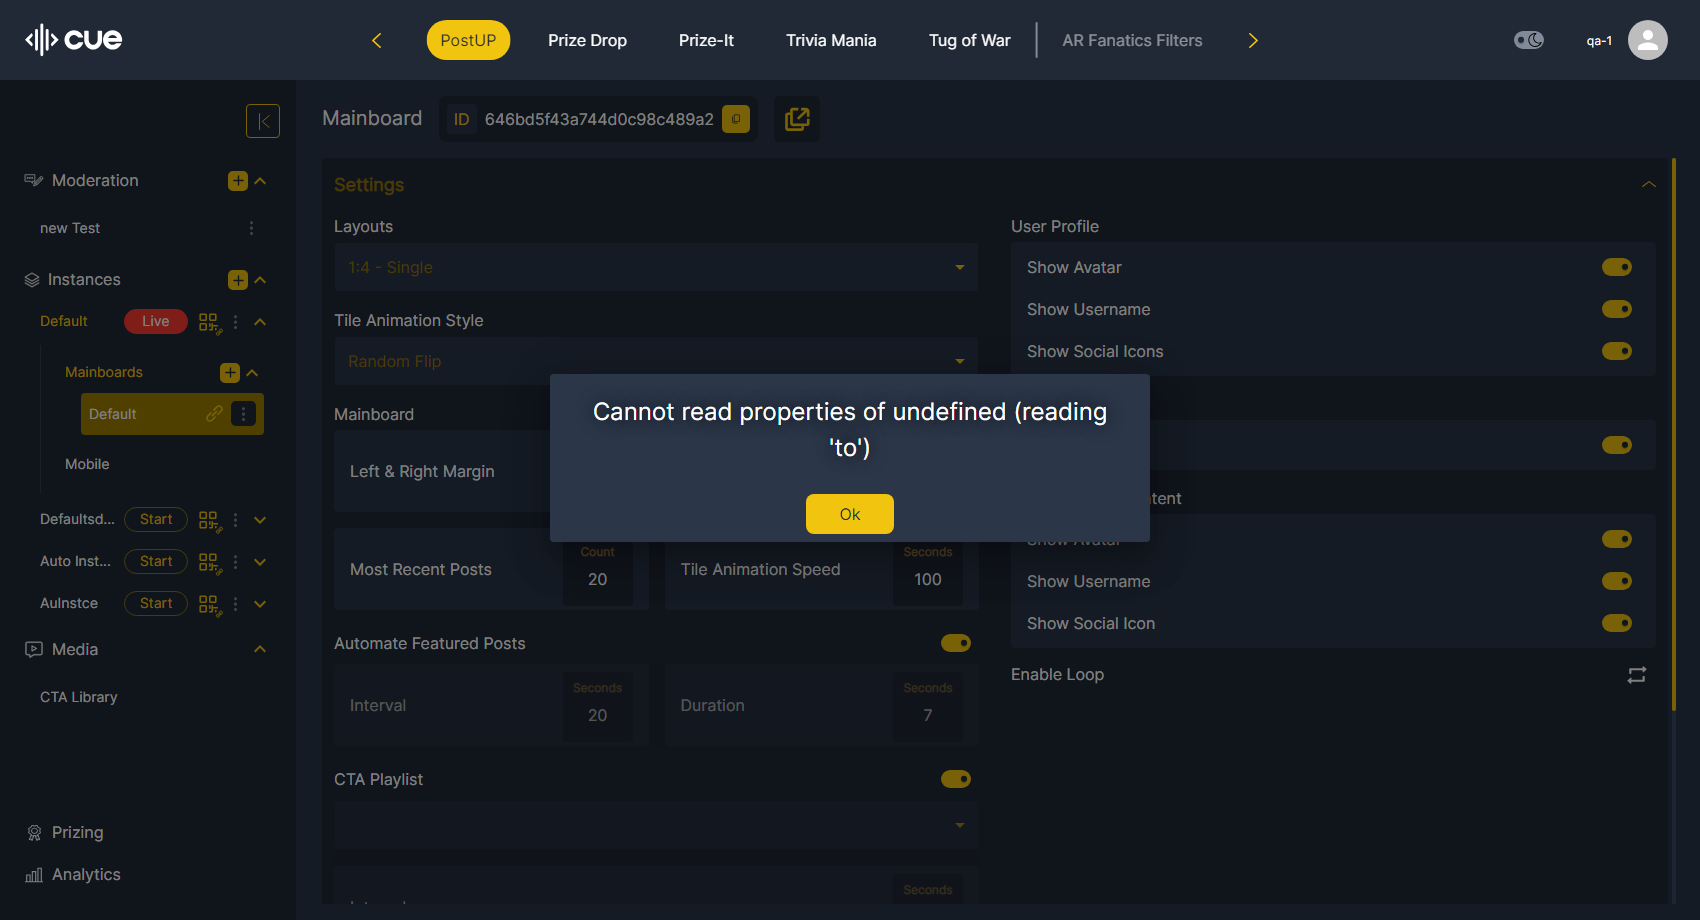 cue
PostUP
Prize Drop
Prize-It
Trivia Mania
Tug of War
AR Fanatics Filters
qa-1
Mainboard
ID
646bd5f43a744d0c98c489a2
Moderation
new Test
Instances
Default
Live
Mainboards
Default
Mobile
Defaultsd...
Start
Auto Inst...
Start
AuInstce
Start
Media
CTA Library
Prizing
Analytics
Settings
Layouts
1:4 - Single
Tile Animation Style
Random Flip
Mainboard
Left & Right Margin
Most Recent Posts
Count
20
Tile Animation Speed
Seconds
100
Automate Featured Posts
Interval
Seconds
20
Duration
Seconds
7
CTA Playlist
Seconds
User Profile
Show Avatar
Show Username
Show Social Icons
Show Username
Show Social Icon
Enable Loop
Cannot read properties of undefined (reading
'to')
Ok